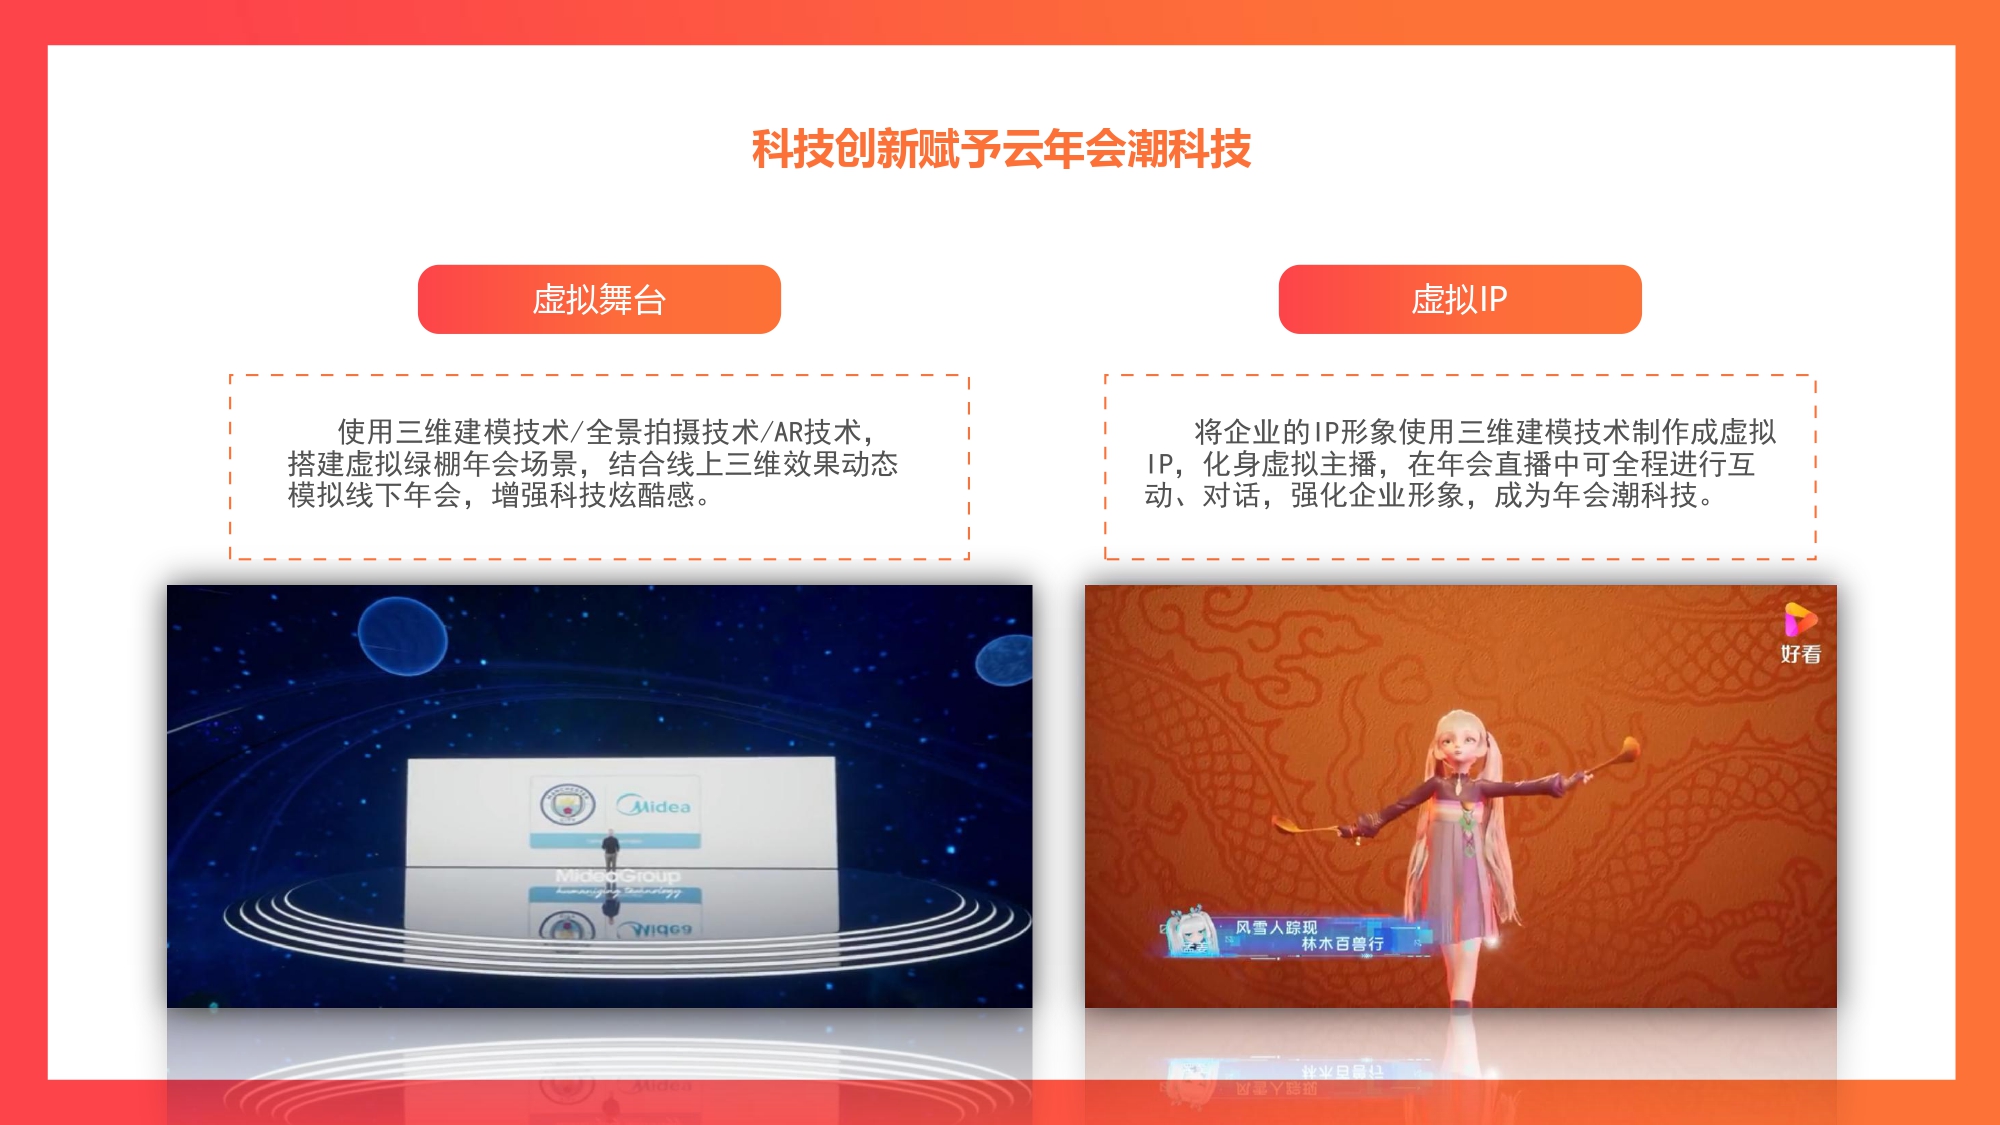 科技创新赋予云年会潮科技
虚拟舞台
虚拟IP
使用三维建模技术/全景拍摄技术/AR技术，
搭建虚拟绿棚年会场景，结合线上三维效果动态
模拟线下年会，增强科技炫酷感。
将企业的IP形象使用三维建模技术制作成虚拟
IP，化身虚拟主播，在年会直播中可全程进行互
动、对话，强化企业形象，成为年会潮科技。
MANCHESTER
CITY
Midea
MideaGroup
humanizing technology
好看
风雪人踪现
林木百兽行